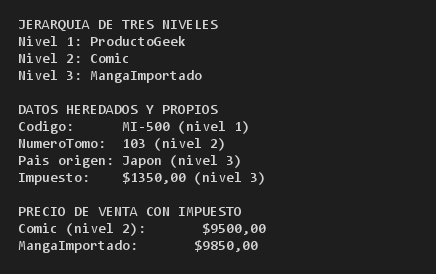 JERARQUIA DE TRES NIVELES
Nivel 1: ProductoGeek
Nivel 2: Comic
Nivel 3: MangaImportado
DATOS HEREDADOS Y PROPIOS
Codigo: MI-500 (nivel 1)
NumeroTomo: 103 (nivel 2)
Pais origen: Japon (nivel 3)
Impuesto: $1350,00 (nivel 3)
PRECIO DE VENTA CON IMPUESTO
Comic (nivel 2): $9500,00
MangaImportado: $9850,00